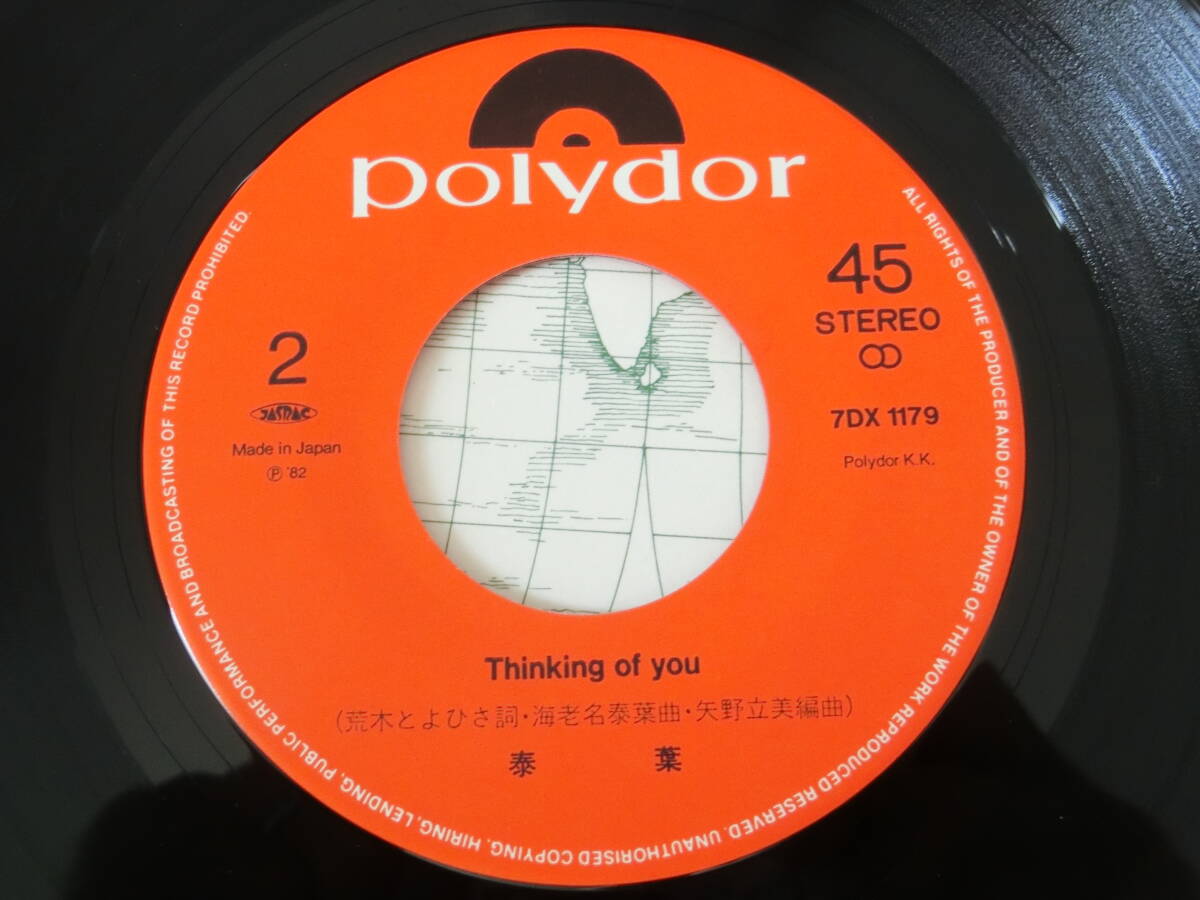 polydor
45
STEREO
2
JASRAC
7DX 1179
Made in Japan
Ⓟ '82
Polydor K.K.
Thinking of you
(荒木とよひさ詞・海老名泰葉曲・矢野立美編曲)
泰 葉
ALL RIGHTS OF THE PRODUCER AND OF THE OWNER OF THE WORK REPRODUCED RESERVED. UNAUTHORISED COPYING, HIRING, LENDING, PUBLIC PERFORMANCE AND BROADCASTING OF THIS RECORD PROHIBITED.